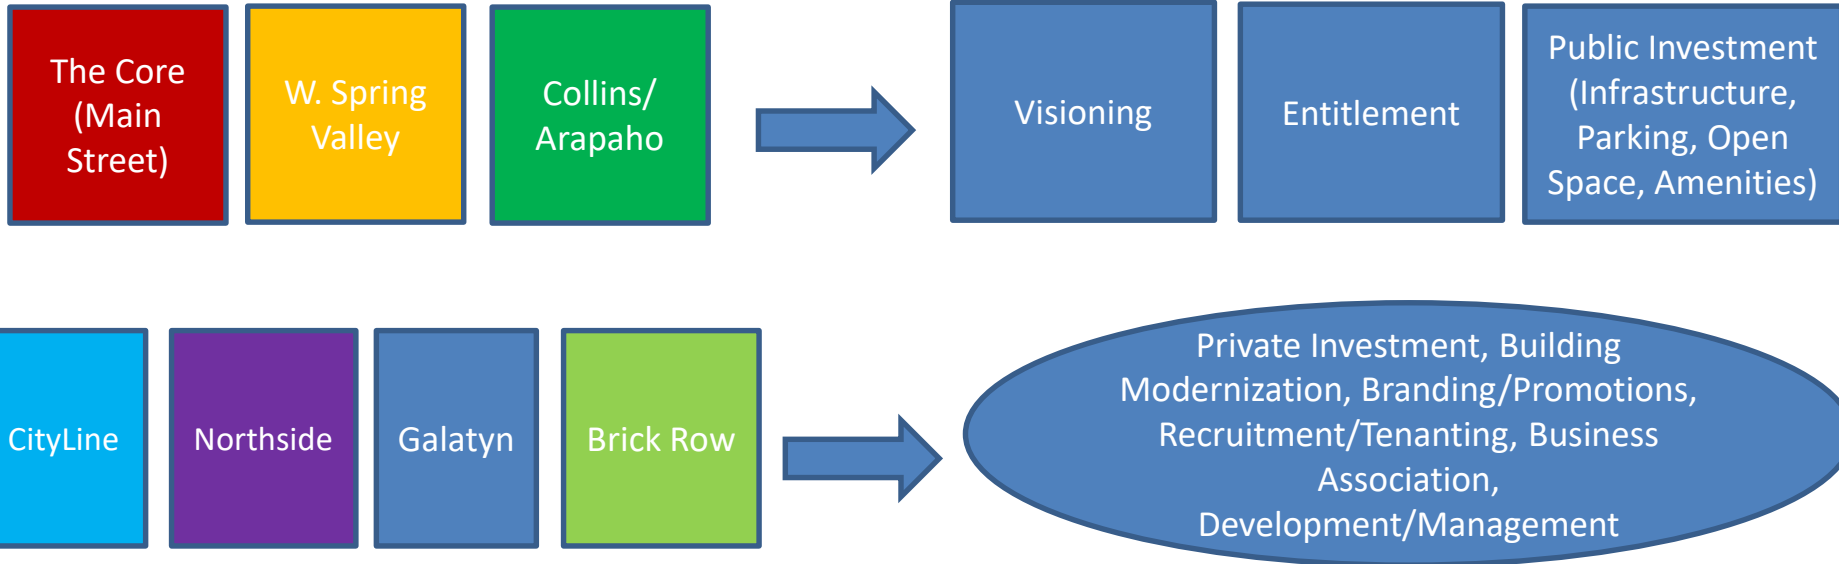 The Core
(Main
Street)
W. Spring
Valley
Collins/
Arapaho
Visioning
Entitlement
Public Investment
(Infrastructure,
Parking, Open
Space, Amenities)
CityLine
Northside
Galatyn
Brick Row
Private Investment, Building
Modernization, Branding/Promotions,
Recruitment/Tenanting, Business
Association,
Development/Management